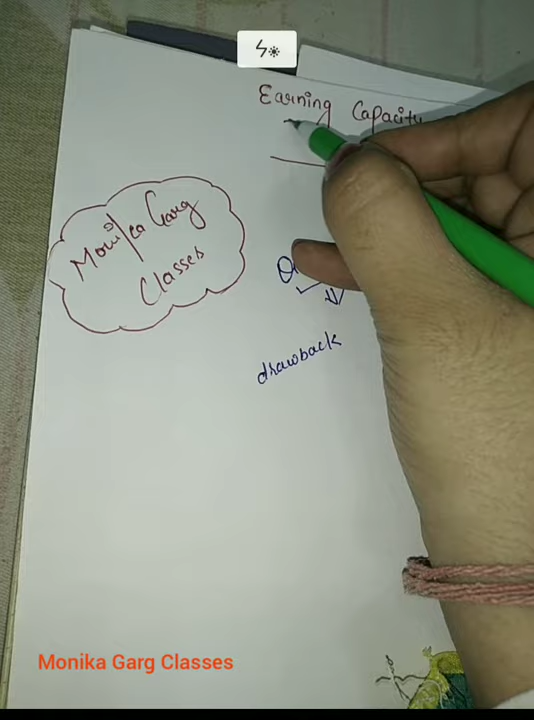 Earning Capacity
Monika Garg
Classes
drawback
Monika Garg Classes